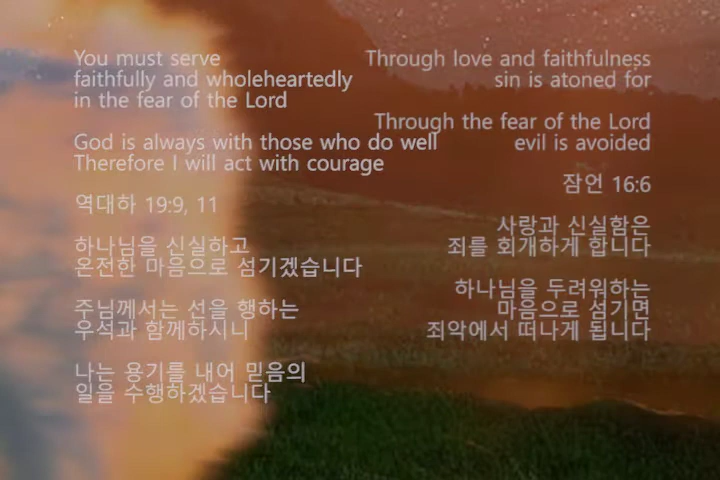 You must serve
faithfully and wholeheartedly
in the fear of the Lord
God is always with those who do well
Therefore I will act with courage
역대하 19:9, 11
하나님을 신실하고
온전한 마음으로 섬기겠습니다
주님께서는 선을 행하는
우석과 함께하시니
나는 용기를 내어 믿음의
일을 수행하겠습니다
Through love and faithfulness
sin is atoned for
Through the fear of the Lord
evil is avoided
잠언 16:6
사랑과 신실함은
죄를 회개하게 합니다
하나님을 두려워하는
마음으로 섬기면
죄악에서 떠나게 됩니다